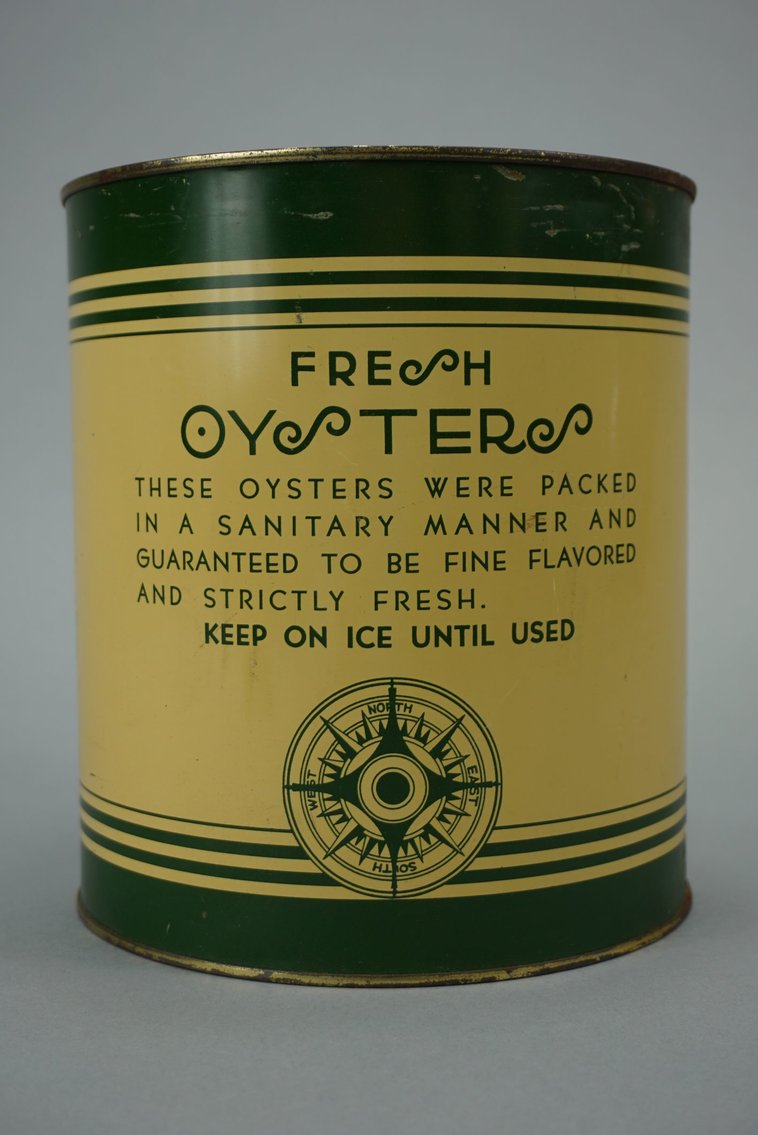 FRESH
OYSTERS
THESE OYSTERS WERE PACKED
IN A SANITARY MANNER AND
GUARANTEED TO BE FINE FLAVORED
AND STRICTLY FRESH.
KEEP ON ICE UNTIL USED
NORTH
WEST
EAST
SOUTH